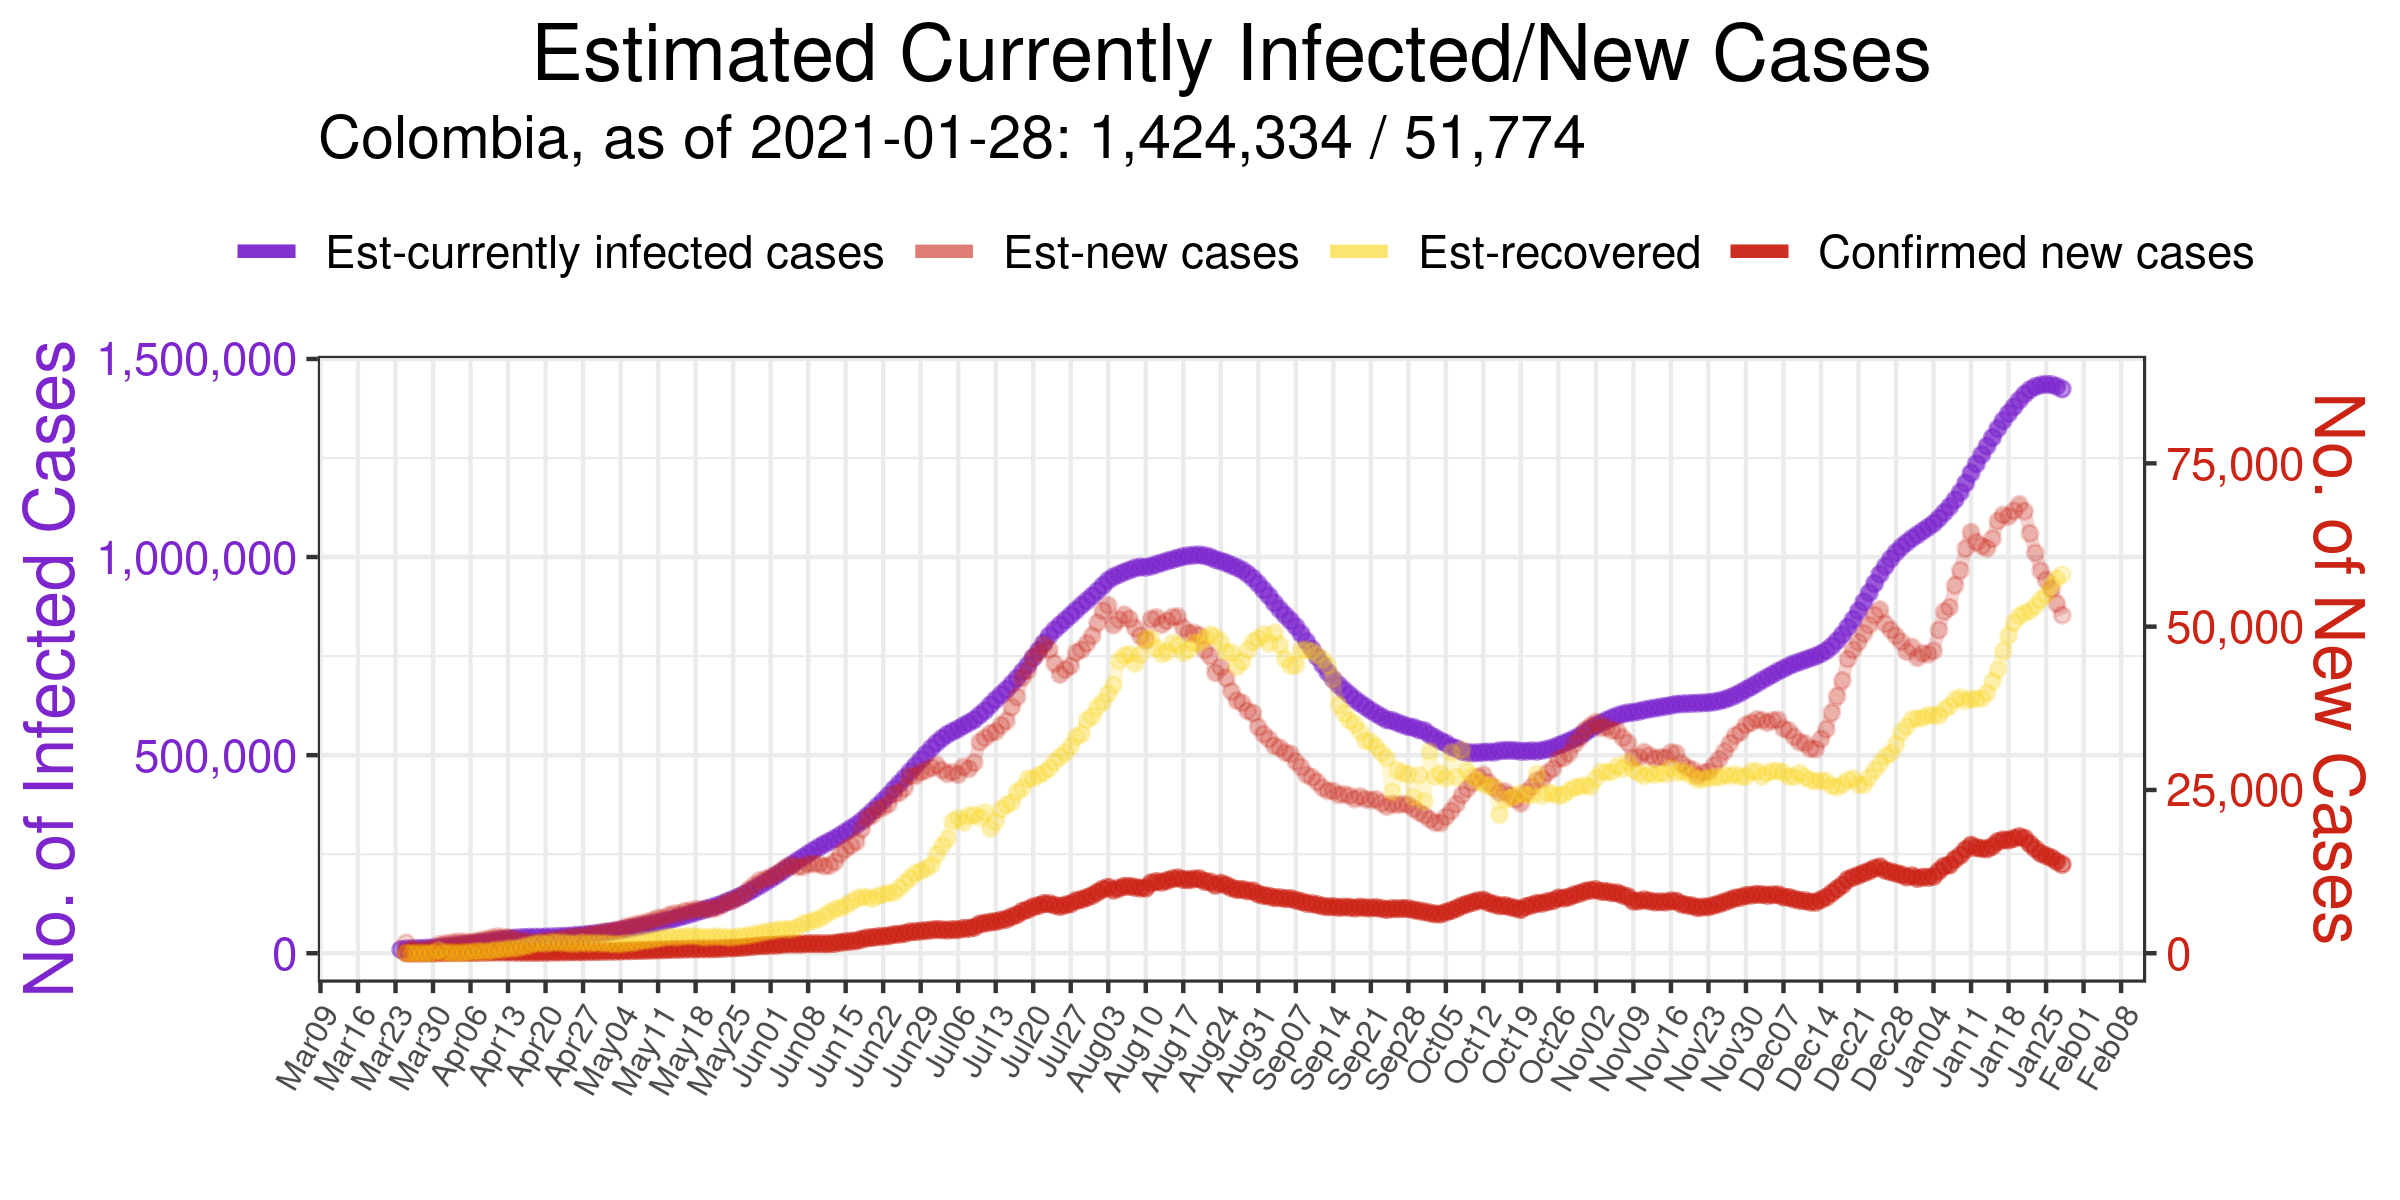 Estimated Currently Infected/New Cases
Colombia, as of 2021-01-28: 1,424,334 / 51,774
Est-currently infected cases Est-new cases Est-recovered Confirmed new cases
No. of Infected Cases
1,500,000
1,000,000
500,000
0
75,000
50,000
25,000
0
No. of New Cases
Mar09 Mar16 Mar23 Mar30 Apr06 Apr13 Apr20 Apr27 May04 May11 May18 May25 Jun01 Jun08 Jun15 Jun22 Jun29 Jul06 Jul13 Jul20 Jul27 Aug03 Aug10 Aug17 Aug24 Aug31 Sep07 Sep14 Sep21 Sep28 Oct05 Oct12 Oct19 Oct26 Nov02 Nov09 Nov16 Nov23 Nov30 Dec07 Dec14 Dec21 Dec28 Jan04 Jan11 Jan18 Jan25 Feb01 Feb08